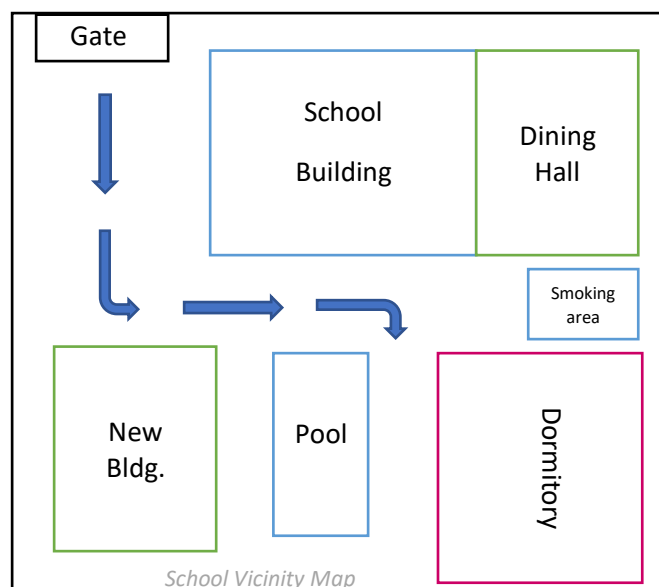 Gate
School
Building
Dining
Hall
Smoking
area
New
Bldg.
Pool
Dormitory
School Vicinity Map